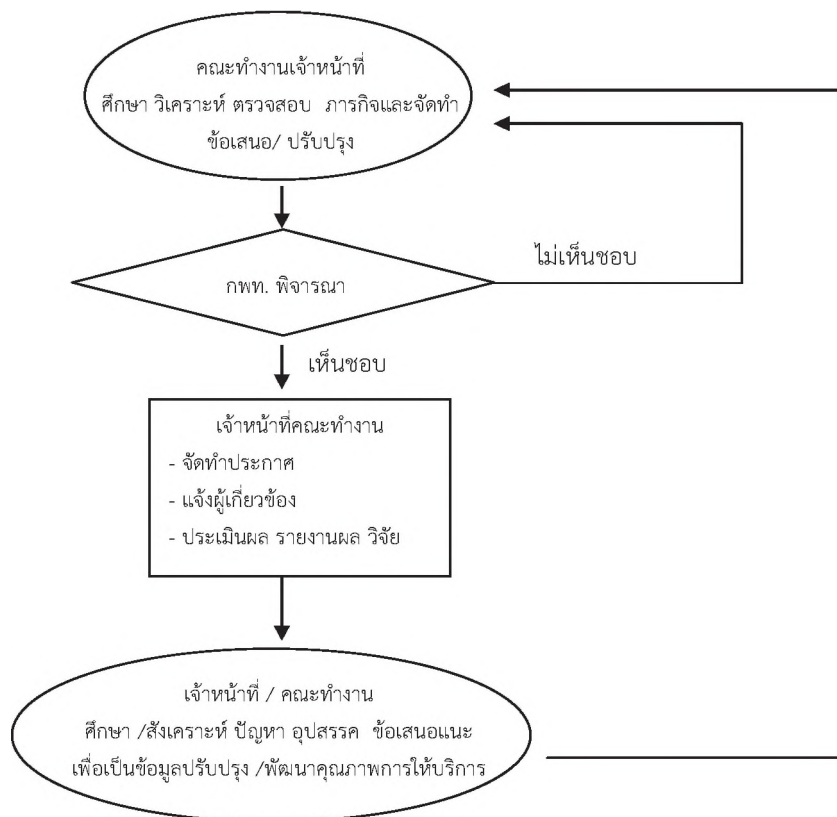 คณะทำงานเจ้าหน้าที่
ศึกษา วิเคราะห์ ตรวจสอบ ภารกิจและจัดทำ
ข้อเสนอ/ ปรับปรุง
กพท. พิจารณา
ไม่เห็นชอบ
เห็นชอบ
เจ้าหน้าที่คณะทำงาน
- จัดทำประกาศ
- แจ้งผู้เกี่ยวข้อง
- ประเมินผล รายงานผล วิจัย
เจ้าหน้าที่ / คณะทำงาน
ศึกษา /สังเคราะห์ ปัญหา อุปสรรค ข้อเสนอแนะ
เพื่อเป็นข้อมูลปรับปรุง /พัฒนาคุณภาพการให้บริการ